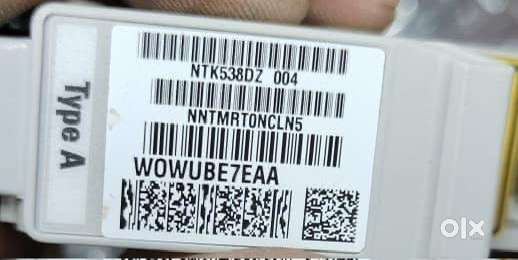 Type A
NTK538DZ 004
NNTMRT0NCLN5
WOWUBE7EAA
olx